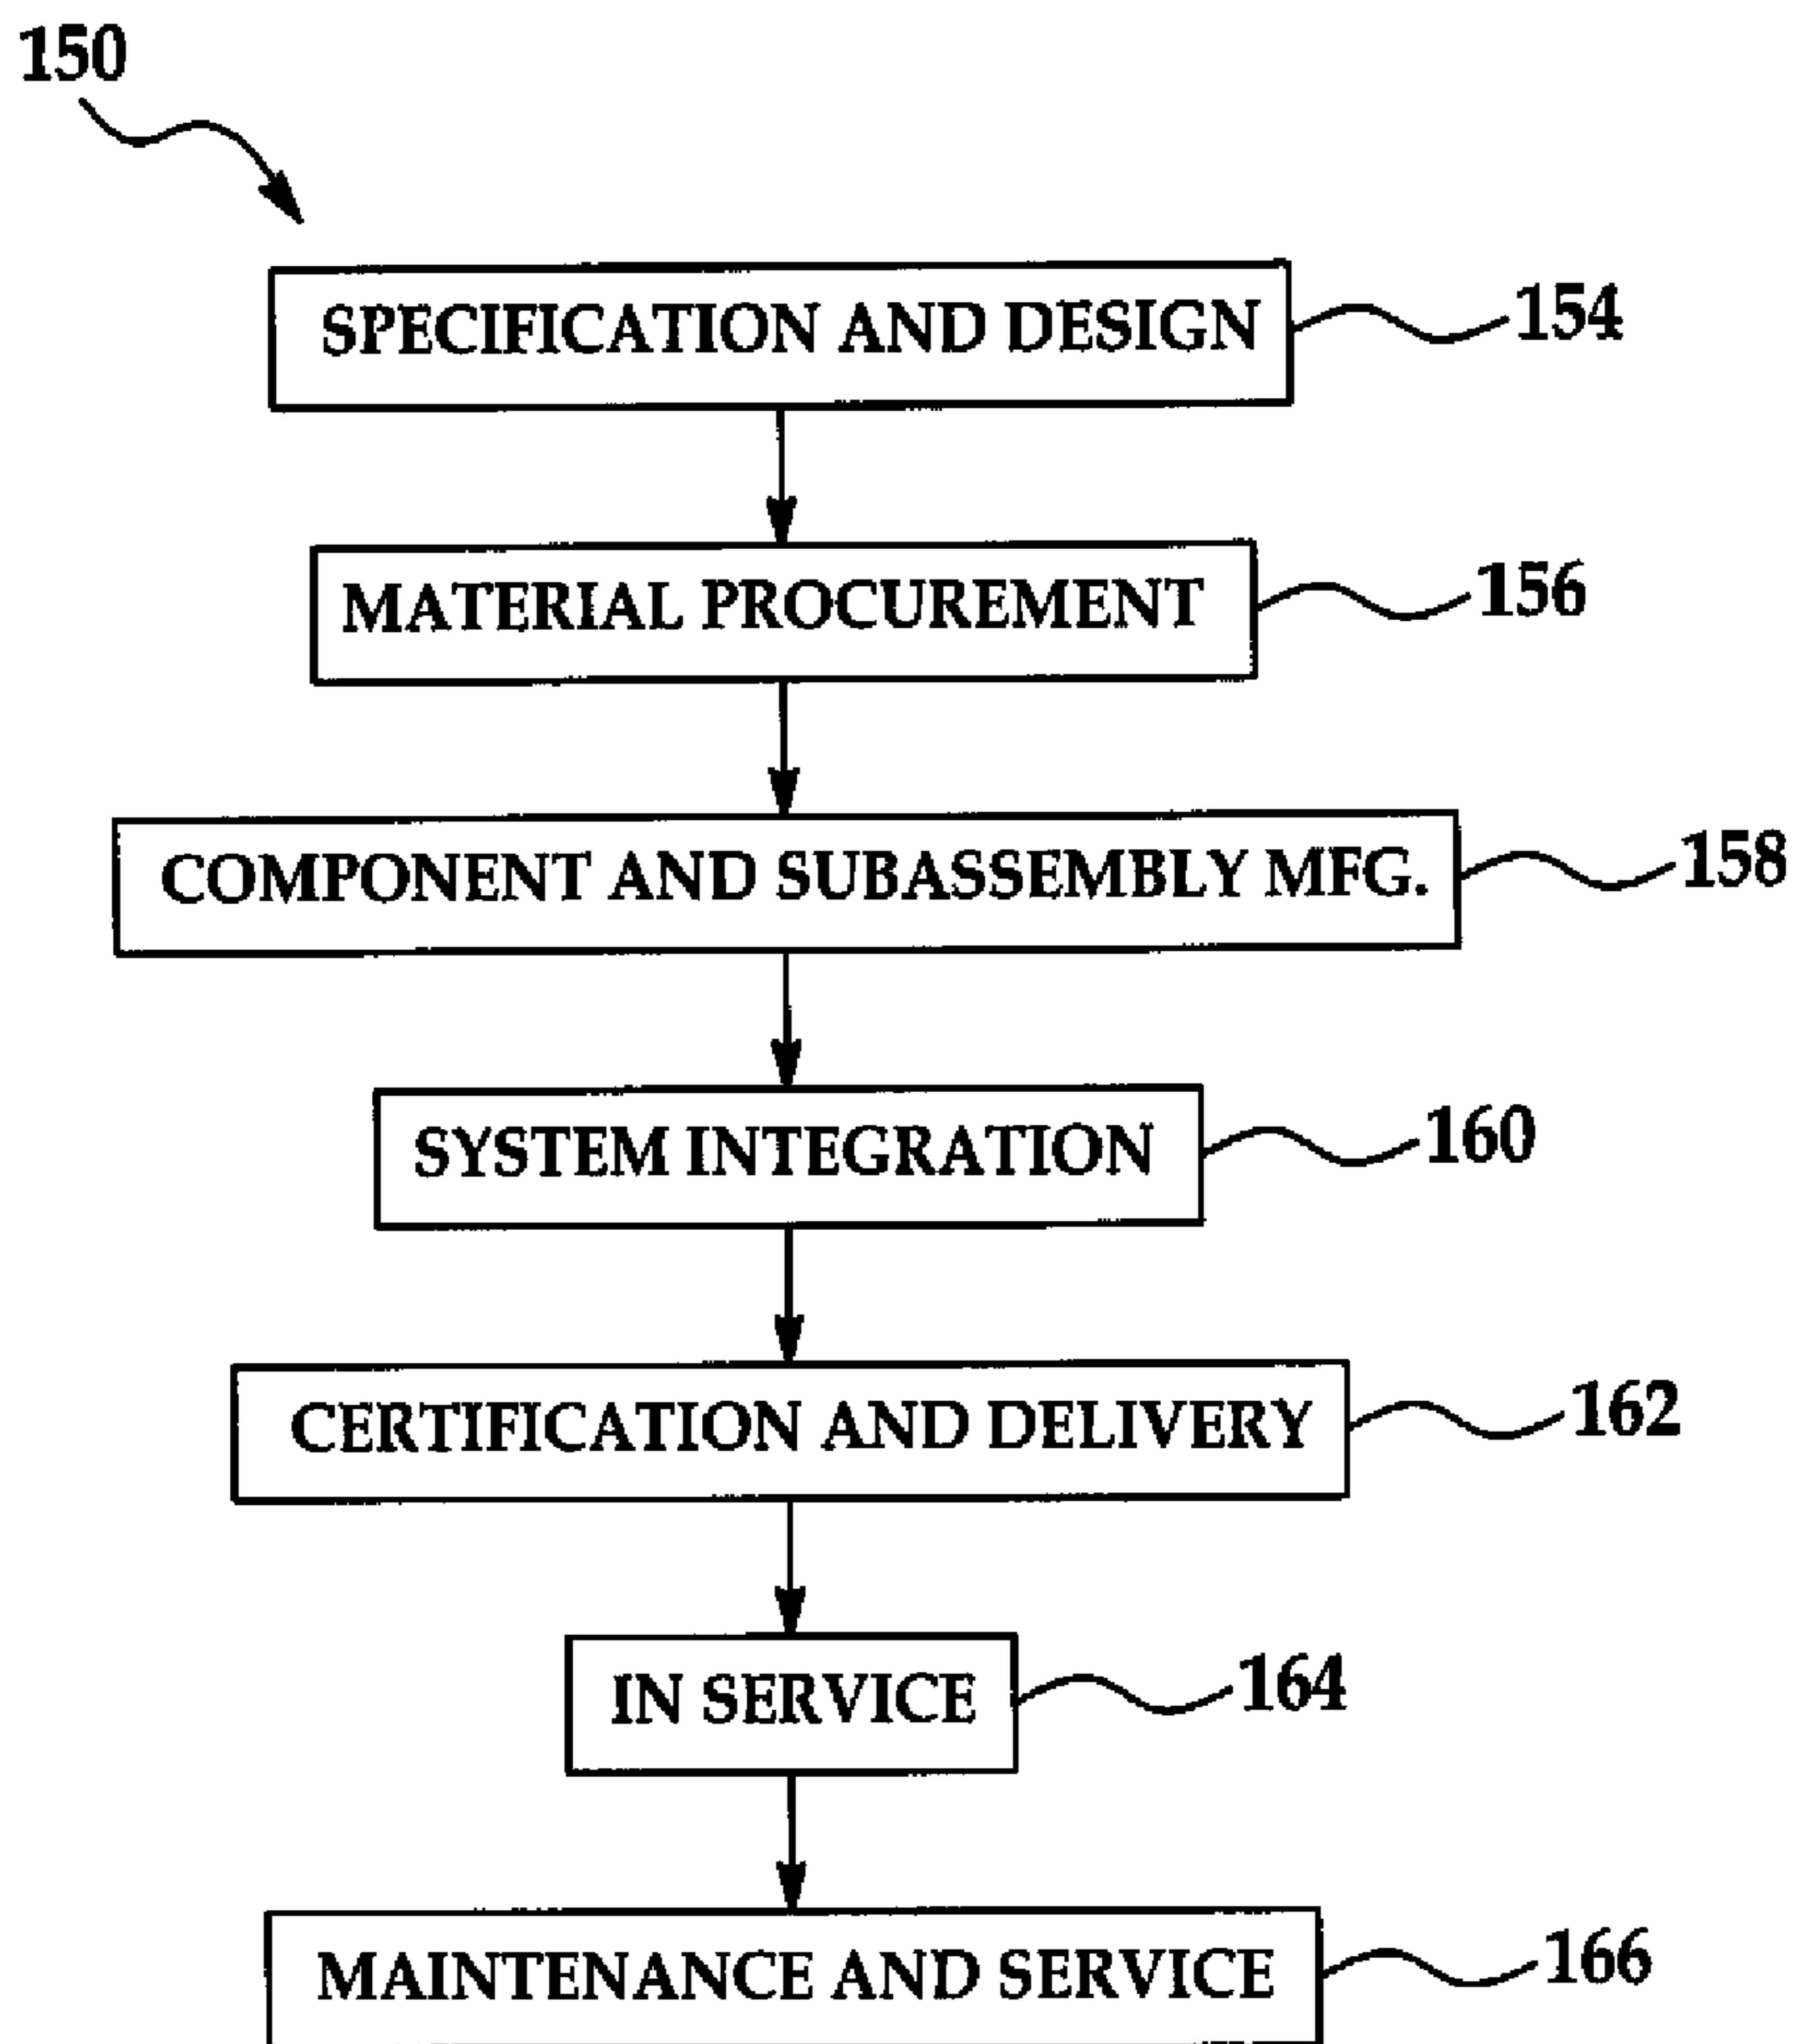 150
SPECIFICATION AND DESIGN 154
MATERIAL PROCUREMENT 156
COMPONENT AND SUBASSEMBLY MFG. 158
SYSTEM INTEGRATION 160
CERTIFICATION AND DELIVERY 162
IN SERVICE 164
MAINTENANCE AND SERVICE 166